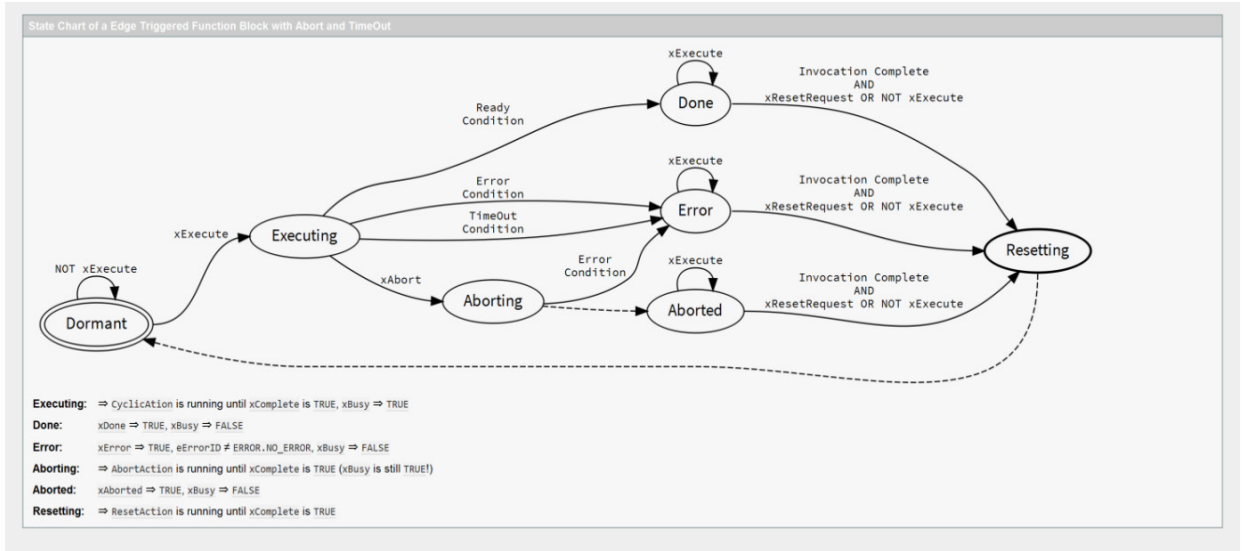 State Chart of a Edge Triggered Function Block with Abort and TimeOut
xExecute
Done
Invocation Complete
AND
xResetRequest OR NOT xExecute
Ready
Condition
xExecute
Error
Invocation Complete
AND
xResetRequest OR NOT xExecute
Error
Condition
TimeOut
Condition
xExecute
Executing
Resetting
Error
Condition
xAbort
Aborting
xExecute
Aborted
Invocation Complete
AND
xResetRequest OR NOT xExecute
NOT xExecute
Dormant
Executing: ⇒ CyclicAtion is running until xComplete is TRUE, xBusy ⇒ TRUE
Done: xDone ⇒ TRUE, xBusy ⇒ FALSE
Error: xError ⇒ TRUE, eErrorID ≠ ERROR.NO_ERROR, xBusy ⇒ FALSE
Aborting: ⇒ AbortAction is running until xComplete is TRUE (xBusy is still TRUE!)
Aborted: xAborted ⇒ TRUE, xBusy ⇒ FALSE
Resetting: ⇒ ResetAction is running until xComplete is TRUE